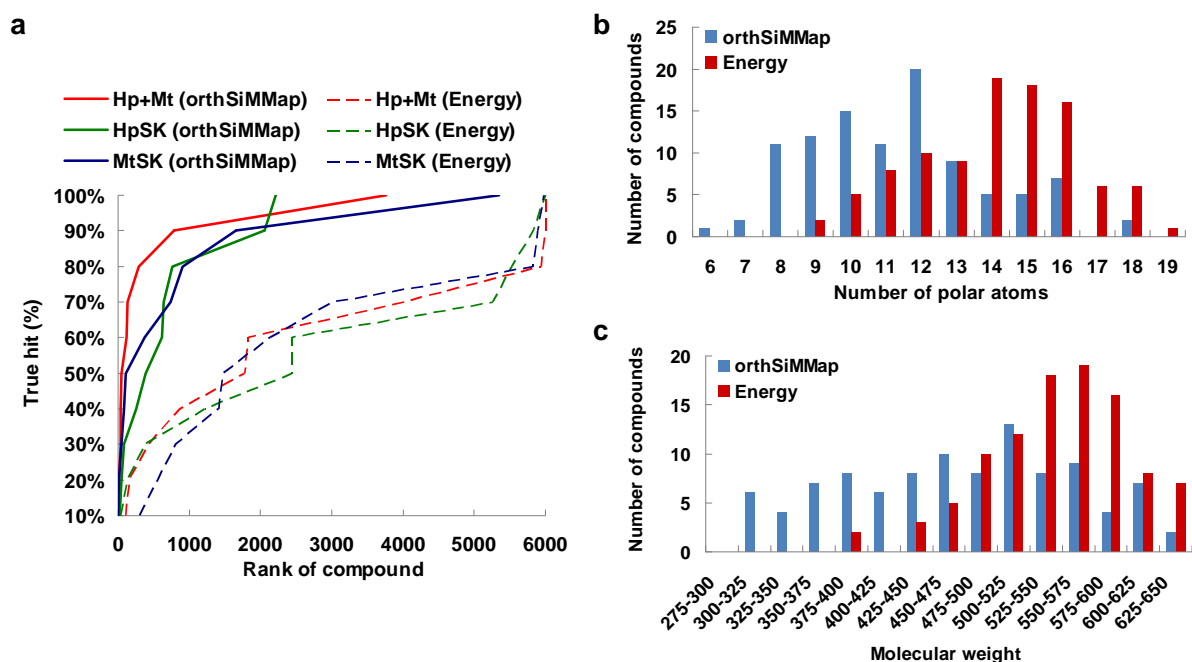 a
Hp+Mt (orthSiMMap)
Hp+Mt (Energy)
HpSK (orthSiMMap)
HpSK (Energy)
MtSK (orthSiMMap)
MtSK (Energy)
True hit (%)
100%
90%
80%
70%
60%
50%
40%
30%
20%
10%
0 1000 2000 3000 4000 5000 6000
Rank of compound
b
orthSiMMap
Energy
Number of compounds
25
20
15
10
5
0
6 7 8 9 10 11 12 13 14 15 16 17 18 19
Number of polar atoms
c
orthSiMMap
Energy
Number of compounds
20
15
10
5
0
275-300 300-325 325-350 350-375 375-400 400-425 425-450 450-475 475-500 500-525 525-550 550-575 575-600 600-625 625-650
Molecular weight